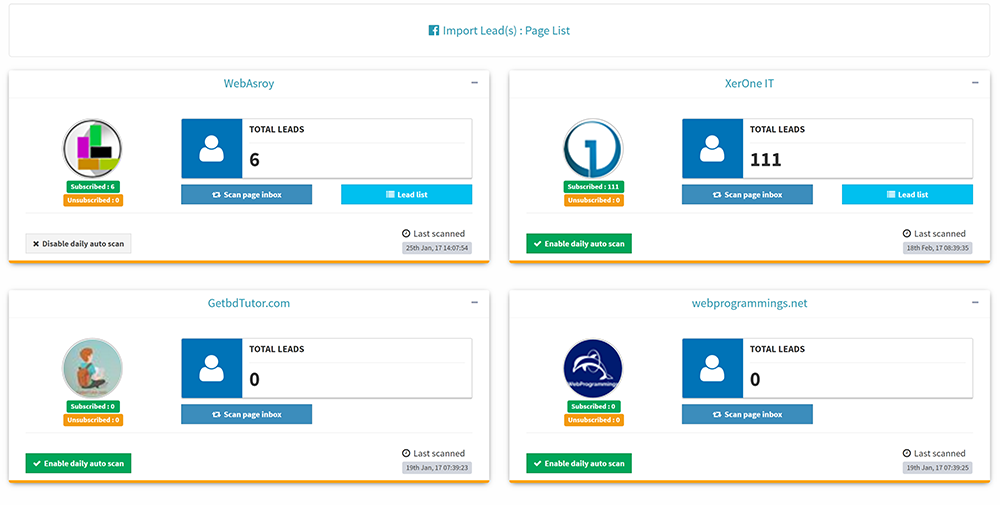 Import Lead(s) : Page List
WebAsroy
TOTAL LEADS
6
Subscribed : 6
Unsubscribed : 0
Scan page inbox
Lead list
Disable daily auto scan
Last scanned
25th Jan, 17 14:07:54
XerOne IT
TOTAL LEADS
111
Subscribed : 111
Unsubscribed : 0
Scan page inbox
Lead list
Enable daily auto scan
Last scanned
18th Feb, 17 08:39:35
GetbdTutor.com
TOTAL LEADS
0
Subscribed : 0
Unsubscribed : 0
Scan page inbox
Enable daily auto scan
Last scanned
19th Jan, 17 07:39:23
webprogrammings.net
TOTAL LEADS
0
WebProgrammings
Subscribed : 0
Unsubscribed : 0
Scan page inbox
Enable daily auto scan
Last scanned
19th Jan, 17 07:39:25